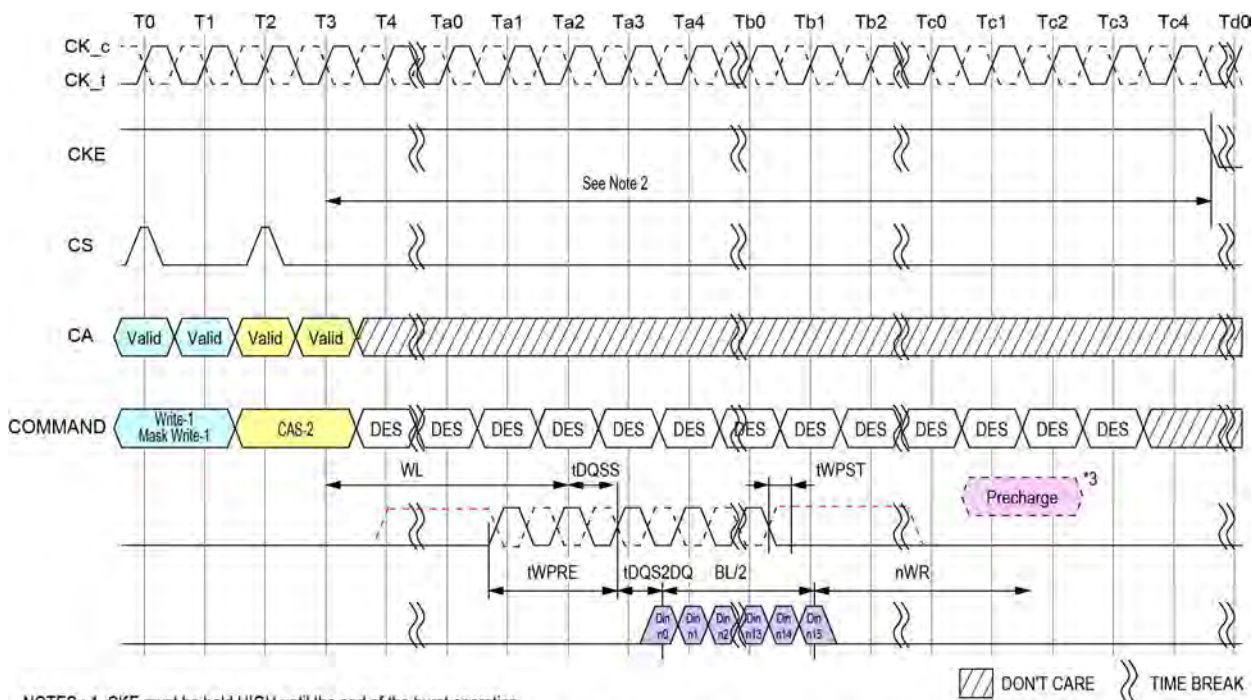 T0 T1 T2 T3 T4 Ta0 Ta1 Ta2 Ta3 Ta4 Tb0 Tb1 Tb2 Tc0 Tc1 Tc2 Tc3 Tc4 Td0
CK_c
CK_t
CKE
See Note 2
CS
CA Valid Valid Valid Valid
COMMAND Write-1 Mask Write-1 CAS-2 DES DES DES DES DES DES DES DES DES DES DES DES DES
WL tDQSS tWPST
Precharge *3
tWPRE tDQS2DQ BL/2 nWR
Din n0 Din n1 Din n2 Din n13 Din n14 Din n15
DON'T CARE TIME BREAK
NOTES : 1. CKE must be held HIGH until the end of the burst operation.